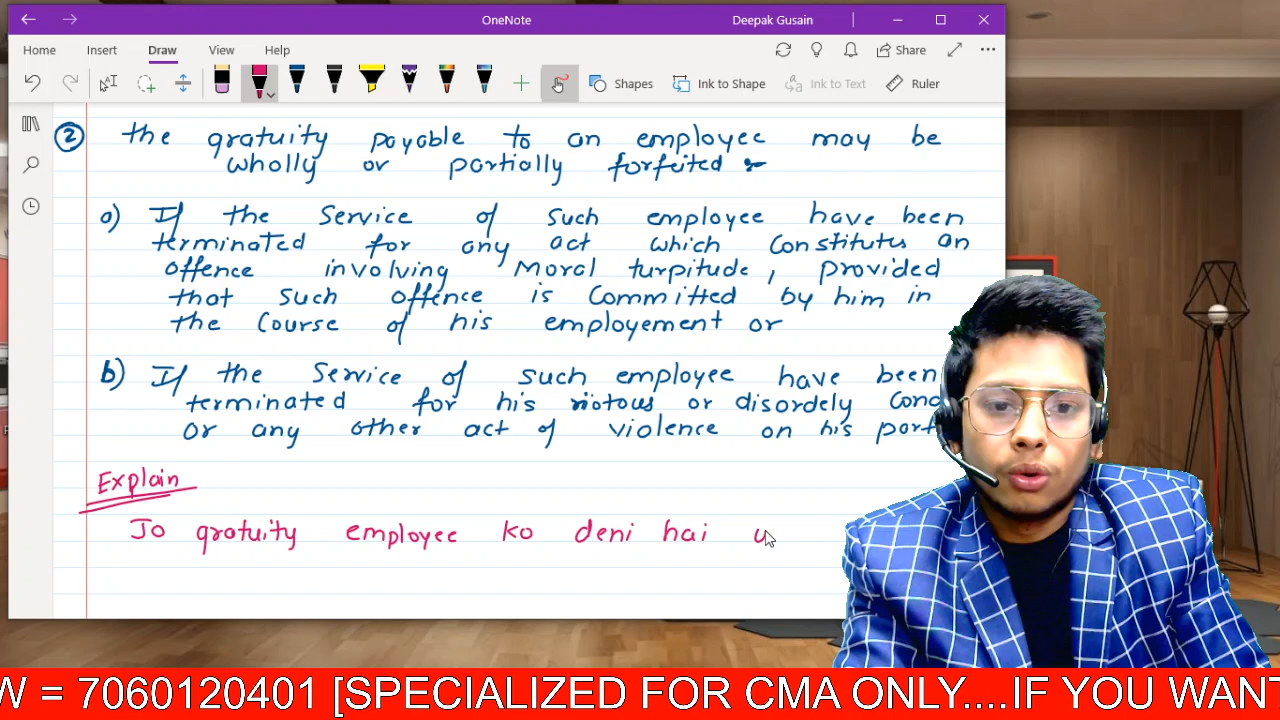 OneNote
Deepak Gusain
Home Insert Draw View Help
Share
Shapes Ink to Shape Ink to Text Ruler
② the gratuity payable to an employee may be
wholly or partially forfited
a) If the Service of such employee have been
terminated for any act which Constitutes an
offence involving Moral turpitude, provided
that such offence is Committed by him in
the Course of his employement or
b) If the Service of such employee have been
terminated for his riotous or disordely Cond
Or any other act of violence on his part
Explain
Jo gratuity employee ko deni hai u
W = 7060120401 [SPECIALIZED FOR CMA ONLY....IF YOU WANT